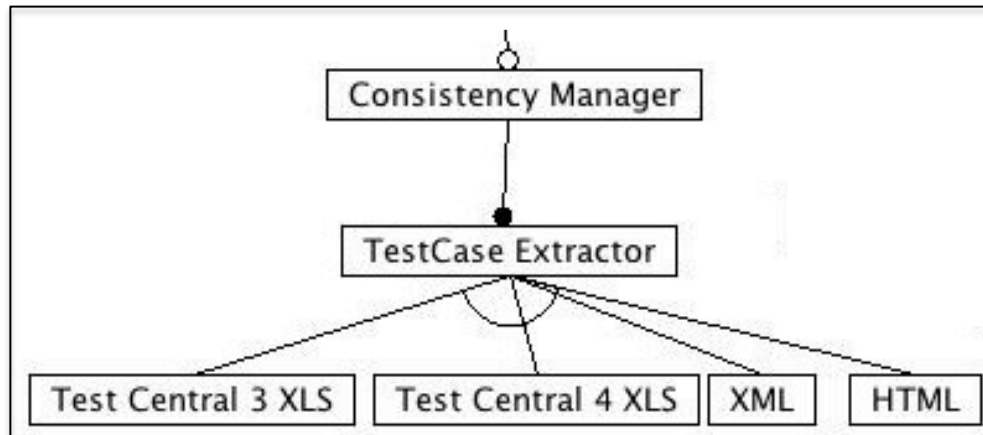 Consistency Manager
TestCase Extractor
Test Central 3 XLS
Test Central 4 XLS
XML
HTML